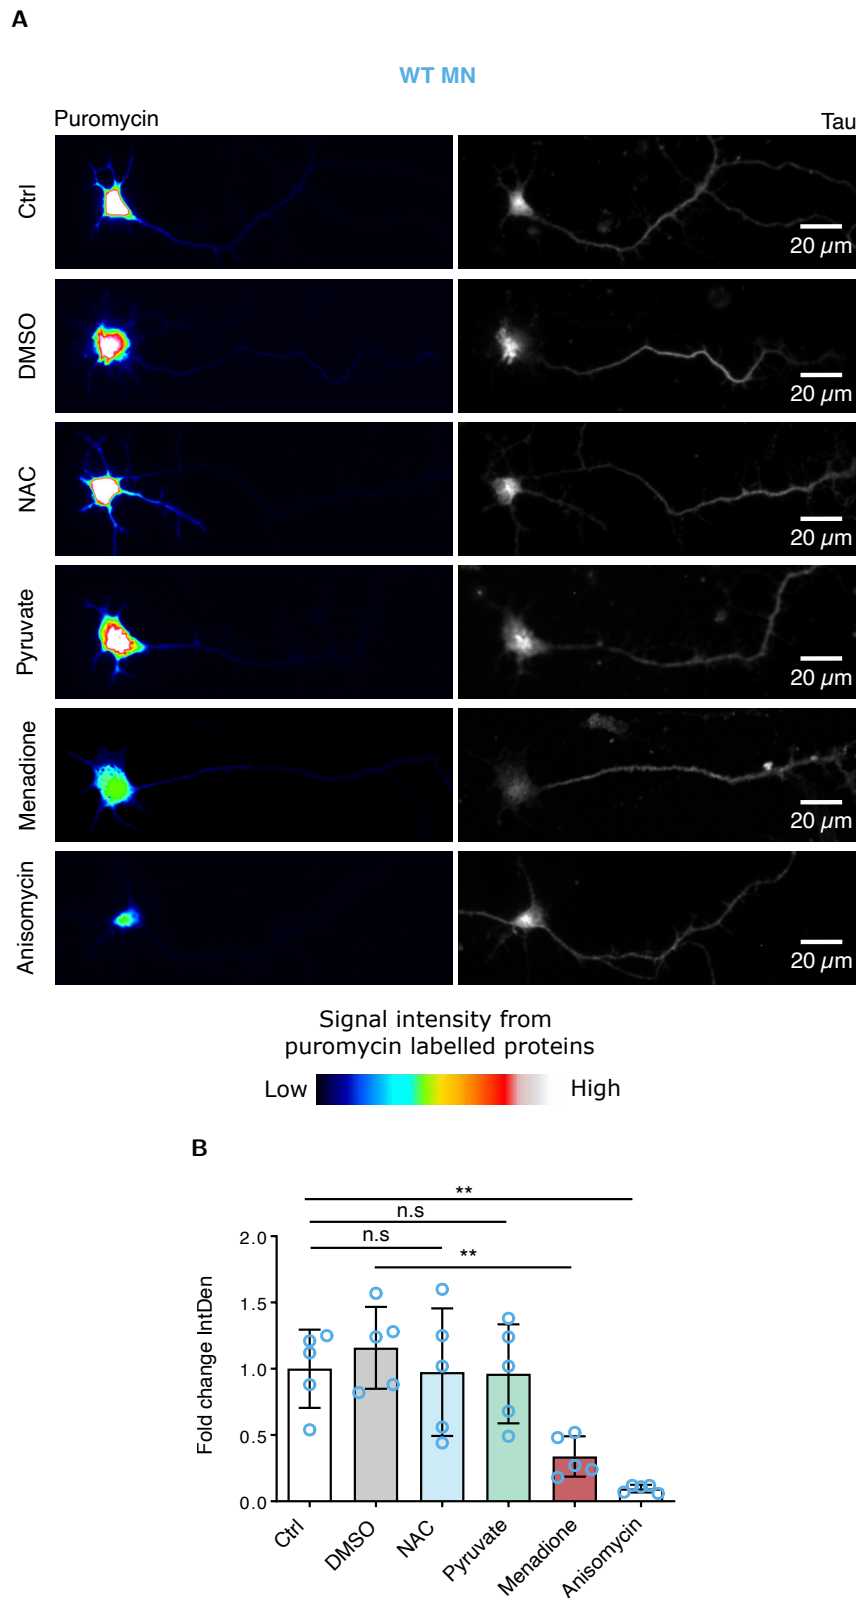 A
WT MN
Puromycin
Tau
Ctrl
20 µm
DMSO
20 µm
NAC
20 µm
Pyruvate
20 µm
Menadione
20 µm
Anisomycin
20 µm
Signal intensity from
puromycin labelled proteins
Low
High
B
**
n.s
n.s
**
2.0
1.5
1.0
0.5
0.0
Fold change IntDen
Ctrl
DMSO
NAC
Pyruvate
Menadione
Anisomycin